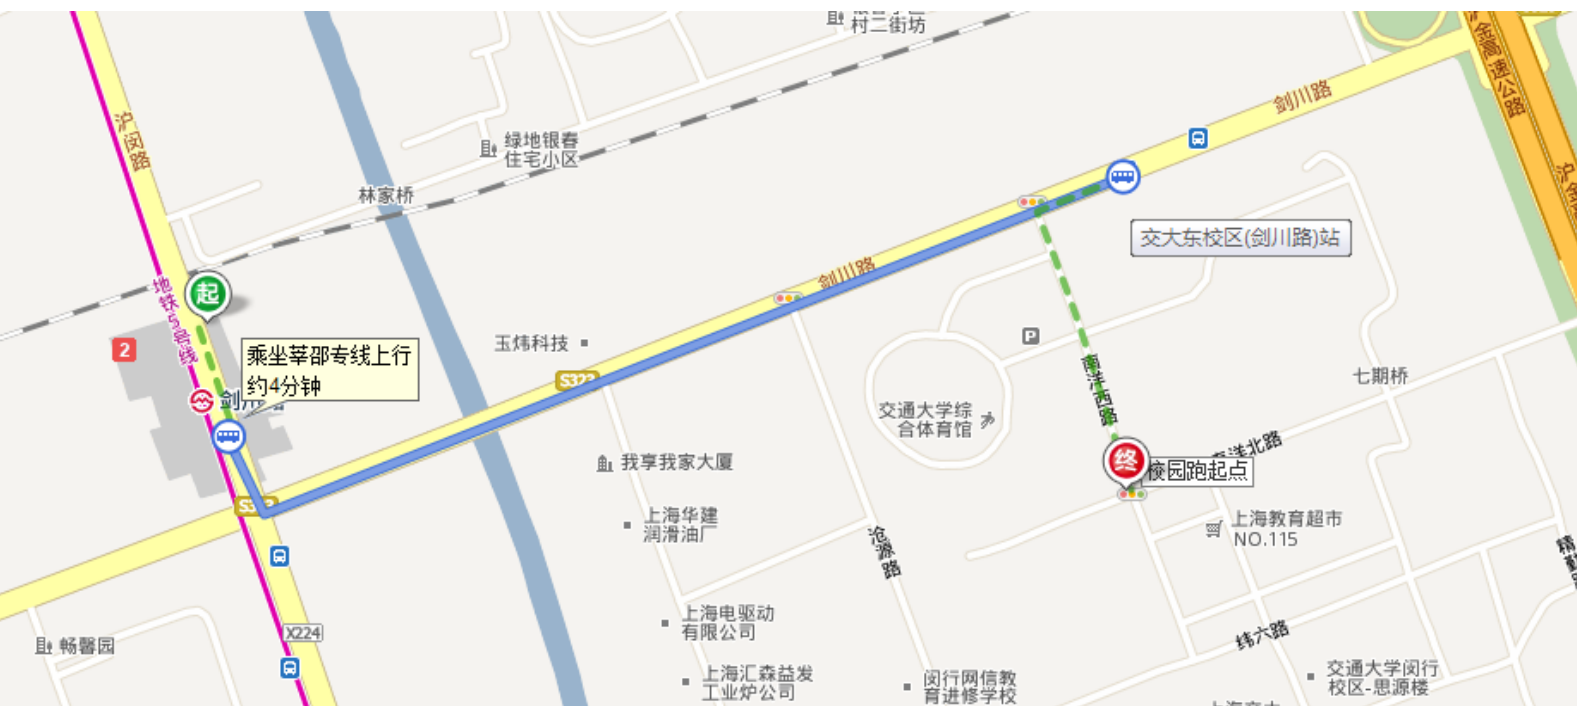 村二街坊
沪闵路
绿地银春
住宅小区
林家桥
剑川路
交大东校区(剑川路)站
地铁5号线
起
2
乘坐莘邵专线上行
约4分钟
剑川路
玉炜科技
S323
P
南洋西路
七期桥
交通大学综
合体育馆
我享我家大厦
终
校园跑起点
洋北路
上海华建
润滑油厂
沧源路
上海教育超市
NO.115
X224
畅馨园
上海电驱动
有限公司
纬六路
上海汇森益发
工业炉公司
闵行网信教
育进修学校
交通大学闵行
校区-思源楼
沪金高速公路